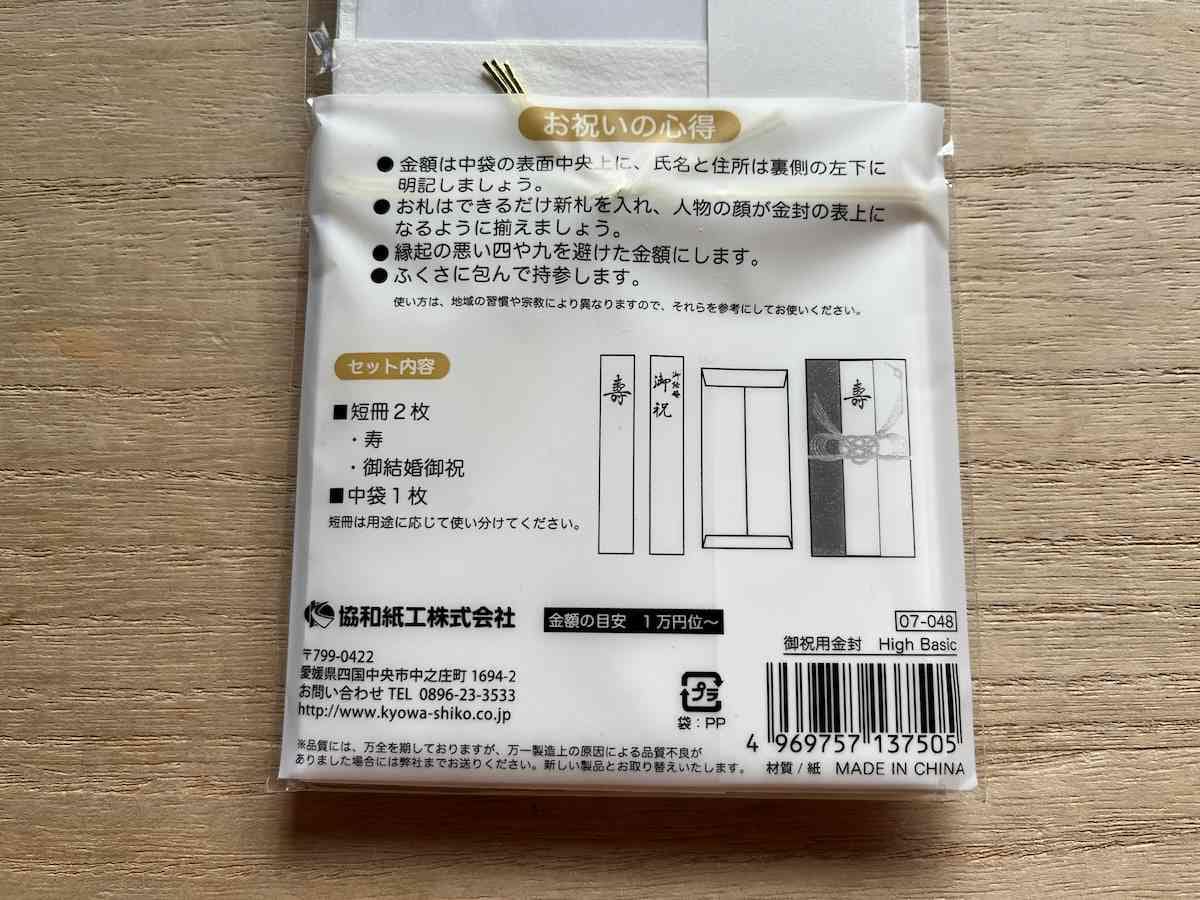 お祝いの心得
●金額は中袋の表面中央上に、氏名と住所は裏側の左下に
明記しましょう。
●お札はできるだけ新札を入れ、人物の顔が金封の表上に
なるように揃えましょう。
●縁起の悪い四や九を避けた金額にします。
●ふくさに包んで持参します。
使い方は、地域の習慣や宗教により異なりますので、それらを参考にしてお使いください。
セット内容
■短冊2枚
・寿
・御結婚御祝
■中袋1枚
短冊は用途に応じて使い分けてください。
寿
御結婚
御祝
寿
協和紙工株式会社
金額の目安 1万円位〜
07-048
御祝用金封 High Basic
〒799-0422
愛媛県四国中央市中之庄町 1694-2
お問い合わせ TEL 0896-23-3533
http://www.kyowa-shiko.co.jp
プラ
袋：PP
4 969757 137505
※品質には、万全を期しておりますが、万一製造上の原因による品質不良が
ありました場合には弊社までお送りください。新しい製品とお取り替えいたします。
材質/紙 MADE IN CHINA